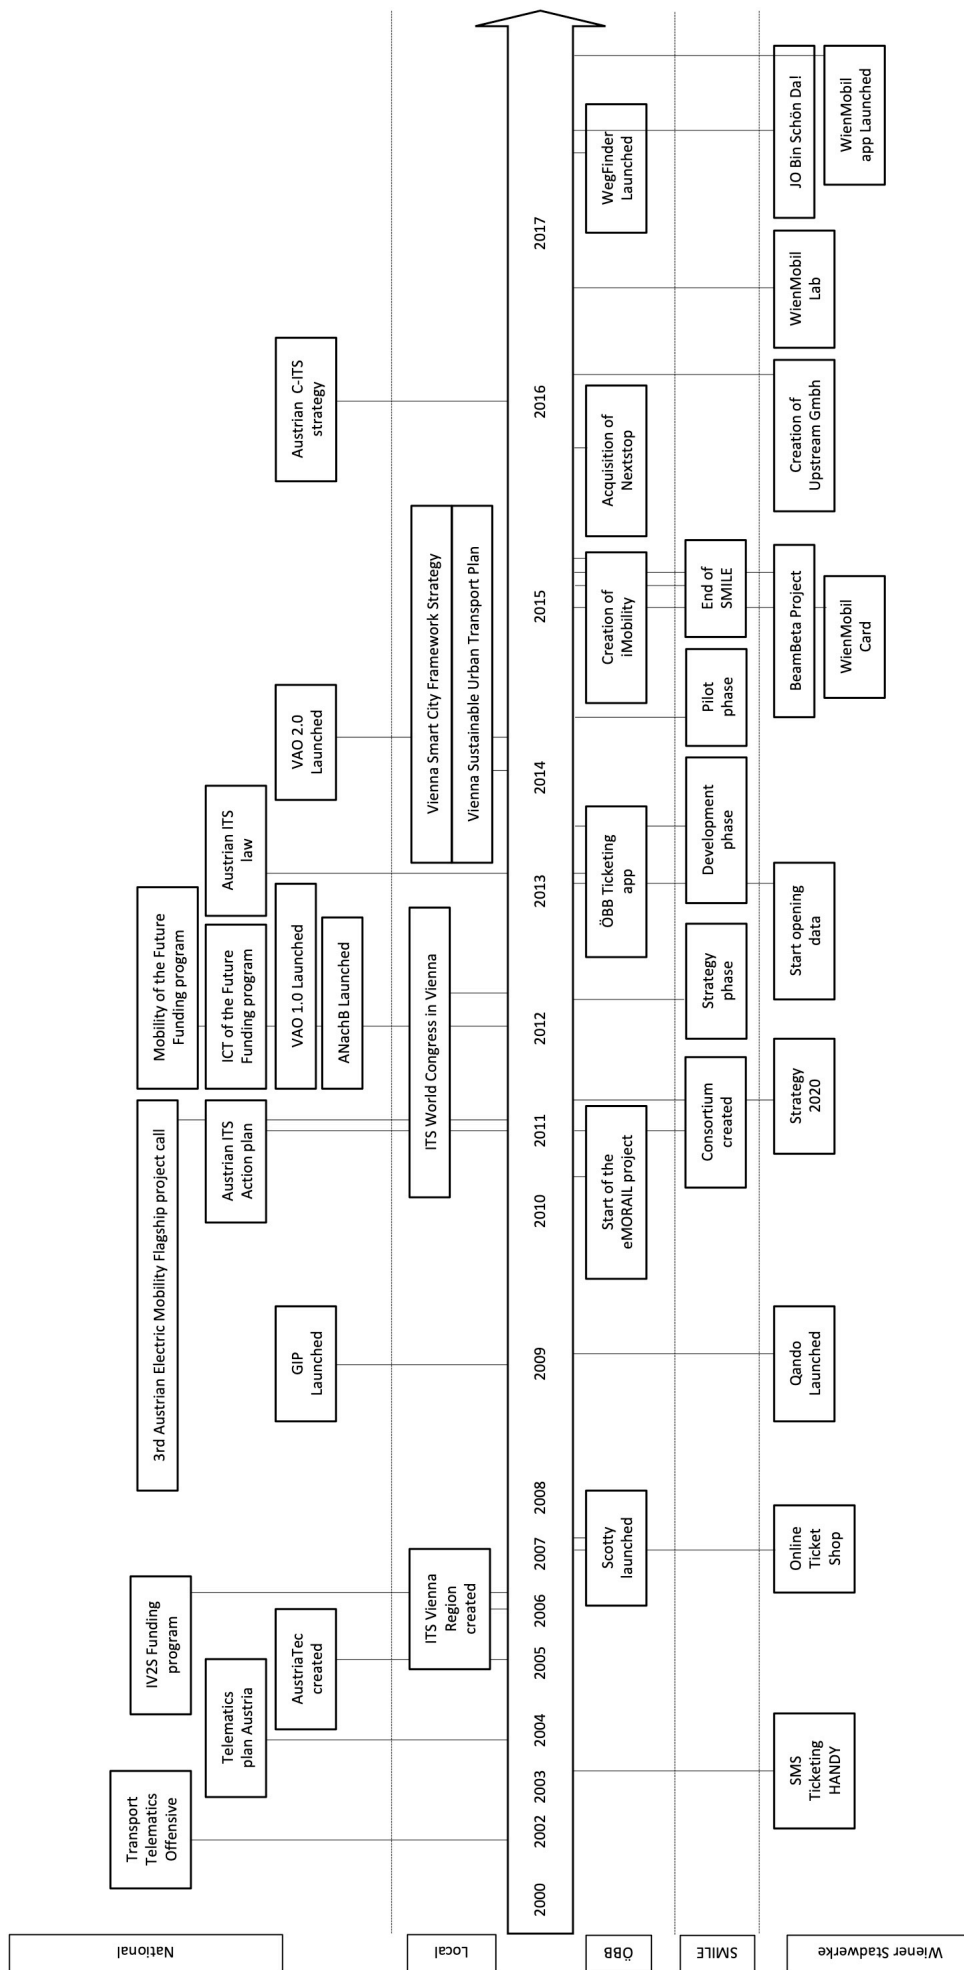 National
Transport
Telematics
Offensive
IV2S Funding
program
3rd Austrian Electric Mobility Flagship project call
Mobility of the Future
Funding program
Telematics
plan Austria
Austrian ITS
Action plan
ICT of the Future
Funding program
Austrian ITS
law
AustriaTec
created
GIP
Launched
VAO 1.0 Launched
ANachB Launched
VAO 2.0
Launched
Austrian C-ITS
strategy
Local
ITS Vienna
Region
created
ITS World Congress in Vienna
Vienna Smart City Framework Strategy
Vienna Sustainable Urban Transport Plan
2000
2002
2003
2004
2005
2006
2007
2008
2009
2010
2011
2012
2013
2014
2015
2016
2017
ÖBB
Scotty
launched
Start of the
eMORAIL project
ÖBB Ticketing
app
Creation of
iMobility
Acquisition of
Nextstop
WegFinder
Launched
SMILE
Consortium
created
Strategy
phase
Development
phase
Pilot
phase
End of
SMILE
Wiener Stadwerke
SMS
Ticketing
HANDY
Online
Ticket
Shop
Qando
Launched
Strategy
2020
Start opening
data
BeamBeta Project
WienMobil
Card
Creation of
Upstream Gmbh
WienMobil
Lab
JO Bin Schön Da!
WienMobil
app Launched